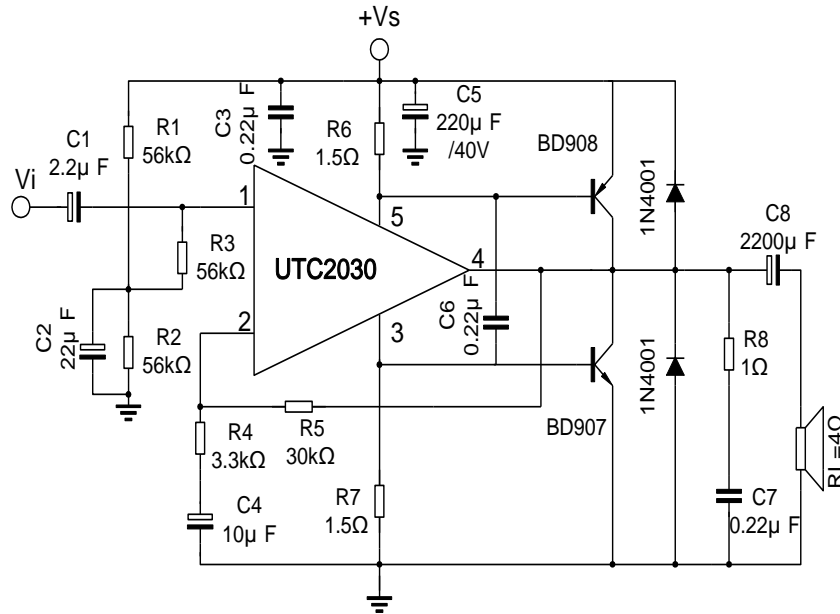 +Vs
C1
2.2μ F
Vi
R1
56kΩ
C3
0.22μ F
R6
1.5Ω
C5
220μ F
/40V
BD908
1N4001
C8
2200μ F
1
5
R3
56kΩ
UTC2030
4
C2
22μ F
R2
56kΩ
2
3
C6
0.22μ F
R8
1Ω
1N4001
R4
3.3kΩ
R5
30kΩ
BD907
RL=4Ω
C4
10μ F
R7
1.5Ω
C7
0.22μ F